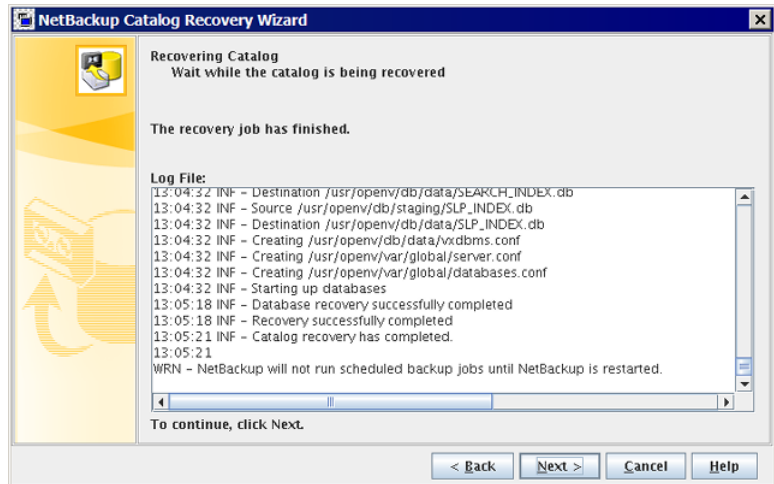 NetBackup Catalog Recovery Wizard
Recovering Catalog
Wait while the catalog is being recovered
The recovery job has finished.
Log File:
13:04:32 INF – Destination /usr/openv/db/data/SEARCH_INDEX.db
13:04:32 INF – Source /usr/openv/db/staging/SLP_INDEX.db
13:04:32 INF – Destination /usr/openv/db/data/SLP_INDEX.db
13:04:32 INF – Creating /usr/openv/db/data/vxdbms.conf
13:04:32 INF – Creating /usr/openv/var/global/server.conf
13:04:32 INF – Creating /usr/openv/var/global/databases.conf
13:04:32 INF – Starting up databases
13:05:18 INF – Database recovery successfully completed
13:05:18 INF – Recovery successfully completed
13:05:21 INF – Catalog recovery has completed.
13:05:21
WRN – NetBackup will not run scheduled backup jobs until NetBackup is restarted.
To continue, click Next.
< Back Next > Cancel Help